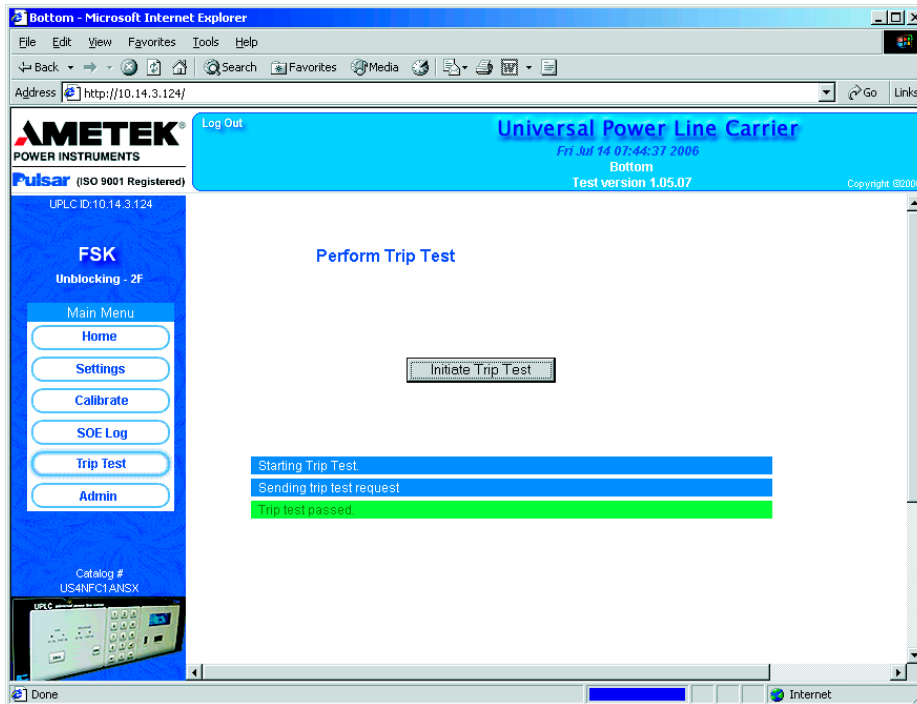 Bottom - Microsoft Internet Explorer
File Edit View Favorites Tools Help
Back Search Favorites Media
Address http://10.14.3.124/ Go Links
AMETEK®
POWER INSTRUMENTS
Pulsar (ISO 9001 Registered)
Log Out
Universal Power Line Carrier
Fri Jul 14 07:44:37 2006
Bottom
Test version 1.05.07
Copyright ©200
UPLC ID:10.14.3.124
FSK
Unblocking - 2F
Main Menu
Home
Settings
Calibrate
SOE Log
Trip Test
Admin
Perform Trip Test
Initiate Trip Test
Starting Trip Test.
Sending trip test request
Trip test passed.
Catalog #
US4NFC1ANSX
UPLC
Done Internet